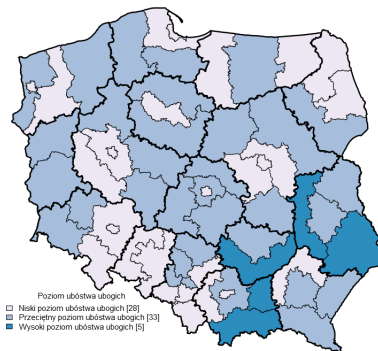 Poziom ubóstwa ubogich
Niski poziom ubóstwa ubogich [28]
Przeciętny poziom ubóstwa ubogich [33]
Wysoki poziom ubóstwa ubogich [5]